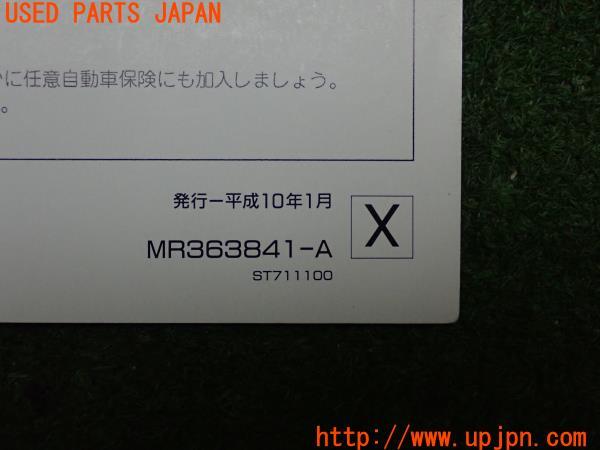 USED PARTS JAPAN
に任意自動車保険にも加入しましょう。
。
発行ー平成10年1月
X
MR363841-A
ST711100
http://www.upjpn.com